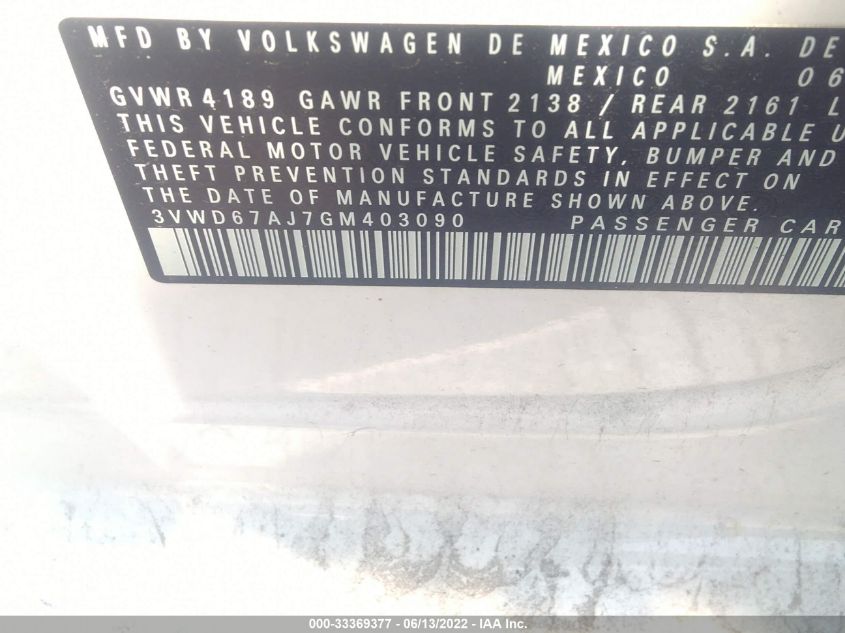 MFD BY VOLKSWAGEN DE MEXICO S.A. DE
MEXICO 06
GVWR 4189 GAWR FRONT 2138 / REAR 2161 L
THIS VEHICLE CONFORMS TO ALL APPLICABLE U
FEDERAL MOTOR VEHICLE SAFETY, BUMPER AND
THEFT PREVENTION STANDARDS IN EFFECT ON
THE DATE OF MANUFACTURE SHOWN ABOVE.
3VWD67AJ7GM403090 PASSENGER CAR
000-33369377 - 06/13/2022 - IAA Inc.